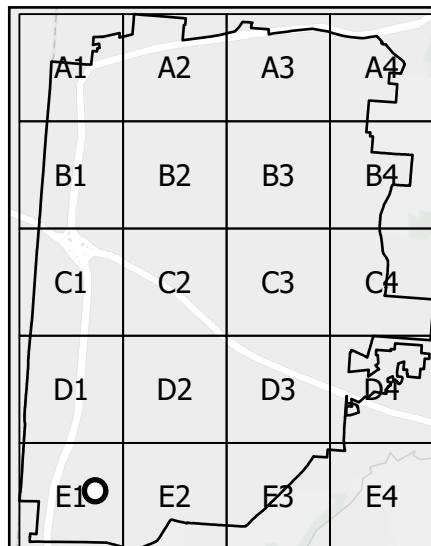 A1 A2 A3 A4
B1 B2 B3 B4
C1 C2 C3 C4
D1 D2 D3 D4
E1 E2 E3 E4